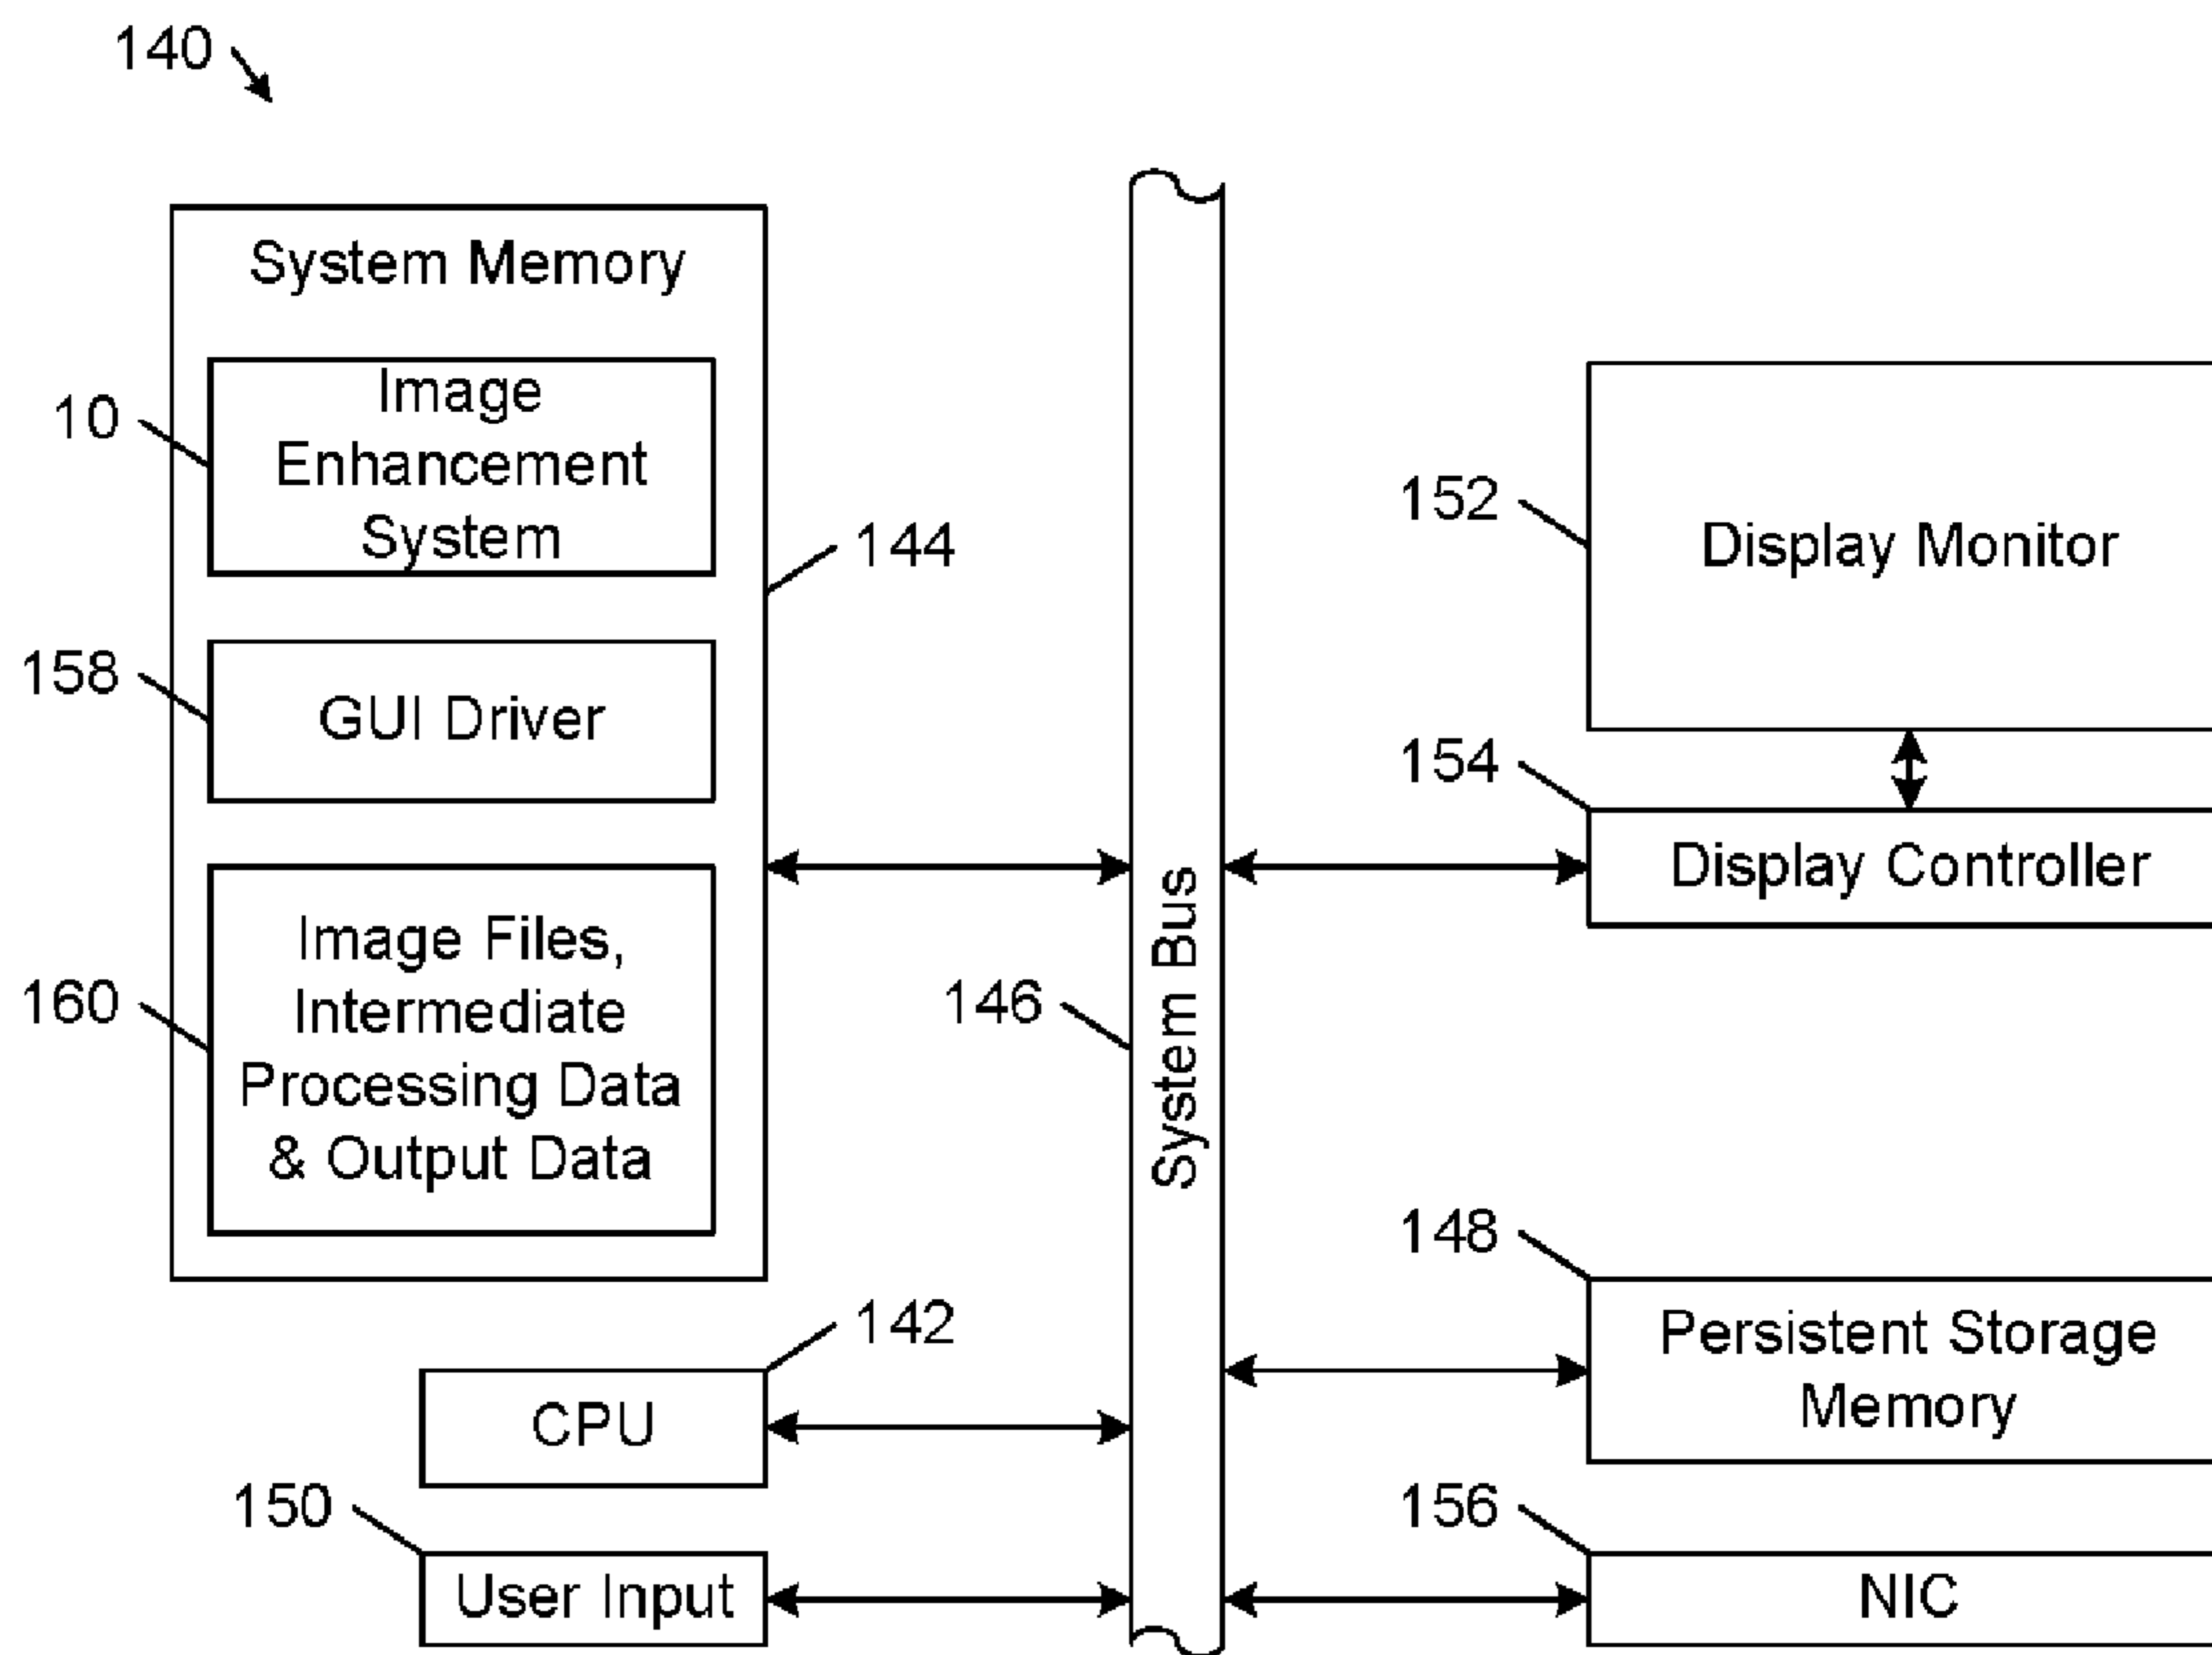 140
System Memory
10
Image
Enhancement
System
144
158
GUI Driver
160
Image Files,
Intermediate
Processing Data
& Output Data
142
CPU
150
User Input
146
System Bus
152
Display Monitor
154
Display Controller
148
Persistent Storage
Memory
156
NIC